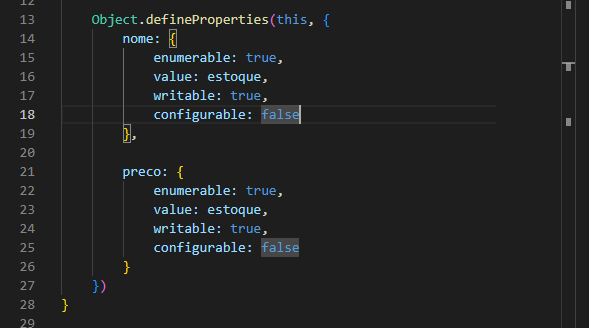 12
13 Object.defineProperties(this, {
14 nome: {
15 enumerable: true,
16 value: estoque,
17 writable: true,
18 configurable: false
19 },
20
21 preco: {
22 enumerable: true,
23 value: estoque,
24 writable: true,
25 configurable: false
26 }
27 })
28 }
29